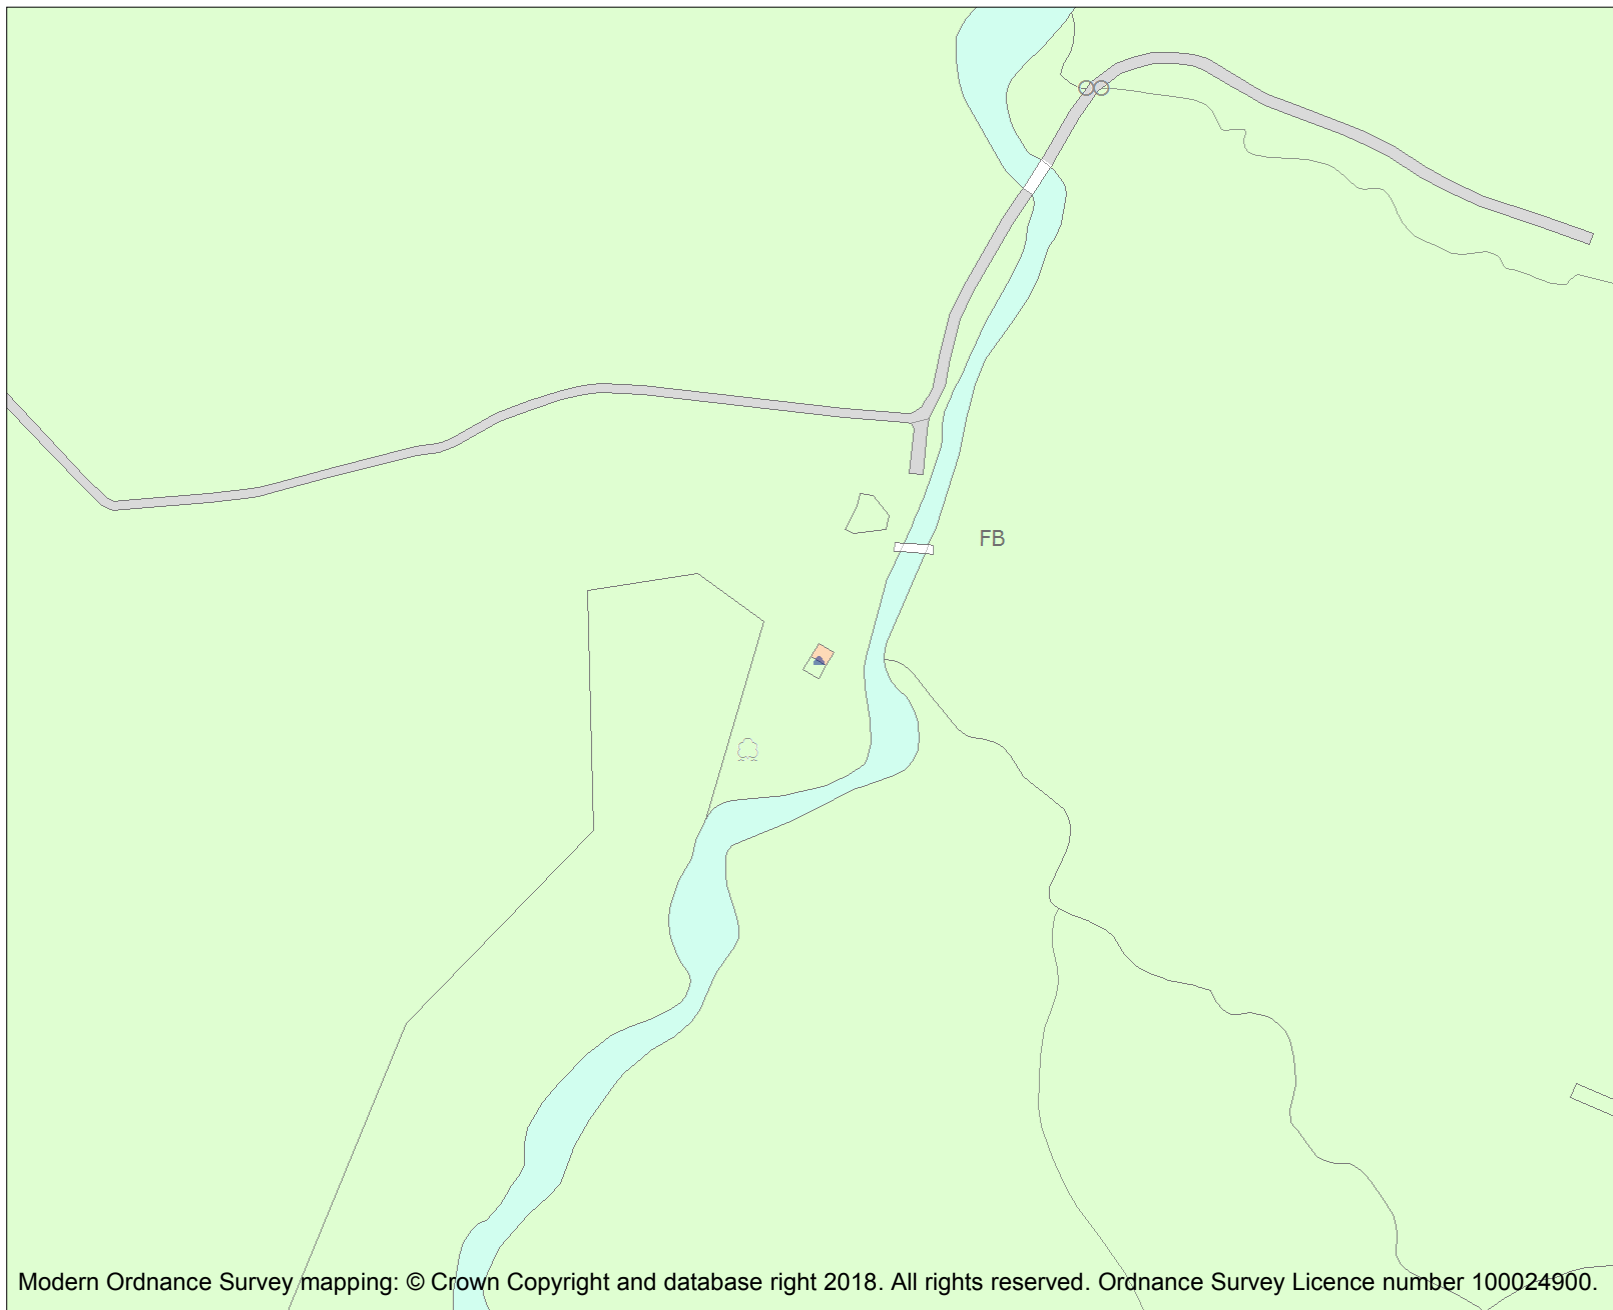 FB
Modern Ordnance Survey mapping: © Crown Copyright and database right 2018. All rights reserved. Ordnance Survey Licence number 100024900.